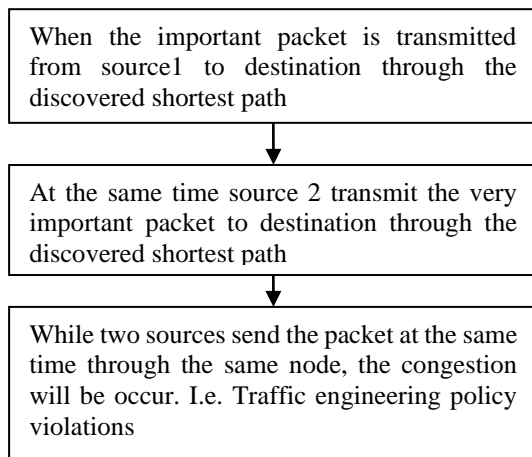 When the important packet is transmitted
from source1 to destination through the
discovered shortest path
At the same time source 2 transmit the very
important packet to destination through the
discovered shortest path
While two sources send the packet at the same
time through the same node, the congestion
will be occur. I.e. Traffic engineering policy
violations